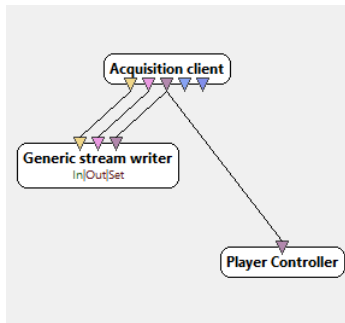 Acquisition client
Generic stream writer
In|Out|Set
Player Controller